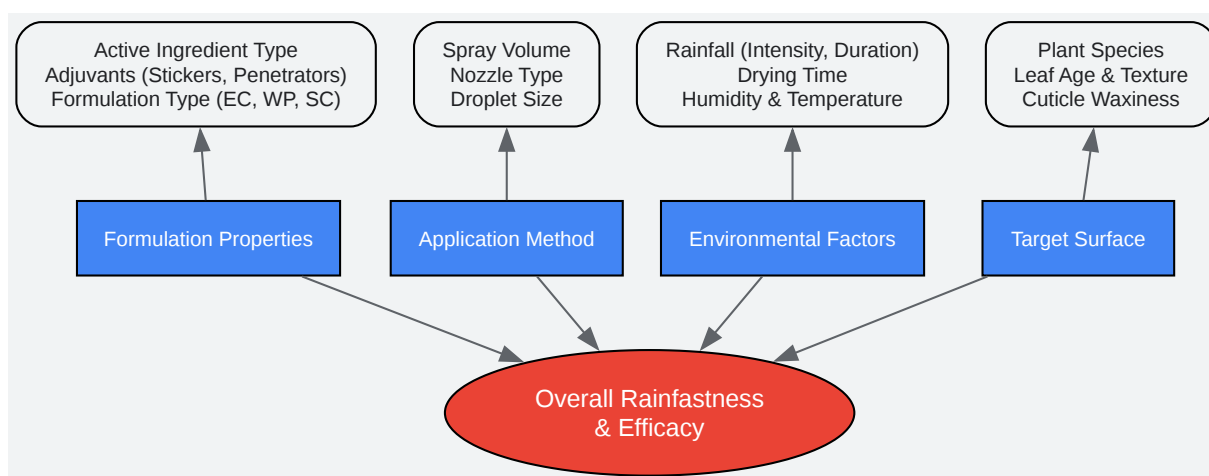 Active Ingredient Type
Adjuvants (Stickers, Penetrators)
Formulation Type (EC, WP, SC)
Spray Volume
Nozzle Type
Droplet Size
Rainfall (Intensity, Duration)
Drying Time
Humidity & Temperature
Plant Species
Leaf Age & Texture
Cuticle Waxiness
Formulation Properties
Application Method
Environmental Factors
Target Surface
Overall Rainfastness
& Efficacy